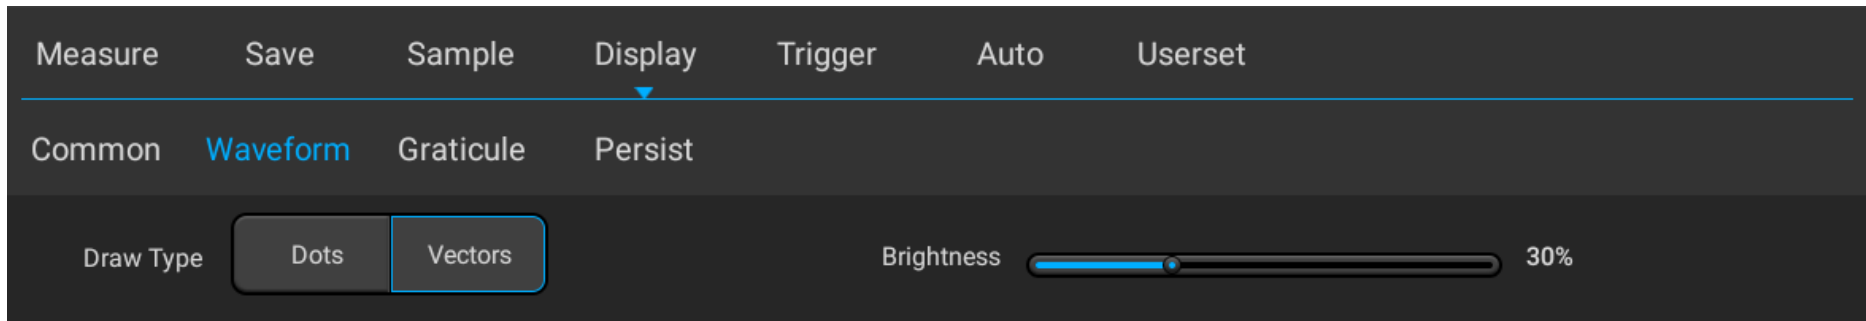 Measure Save Sample Display Trigger Auto Userset
Common Waveform Graticule Persist
Draw Type Dots Vectors Brightness 30%